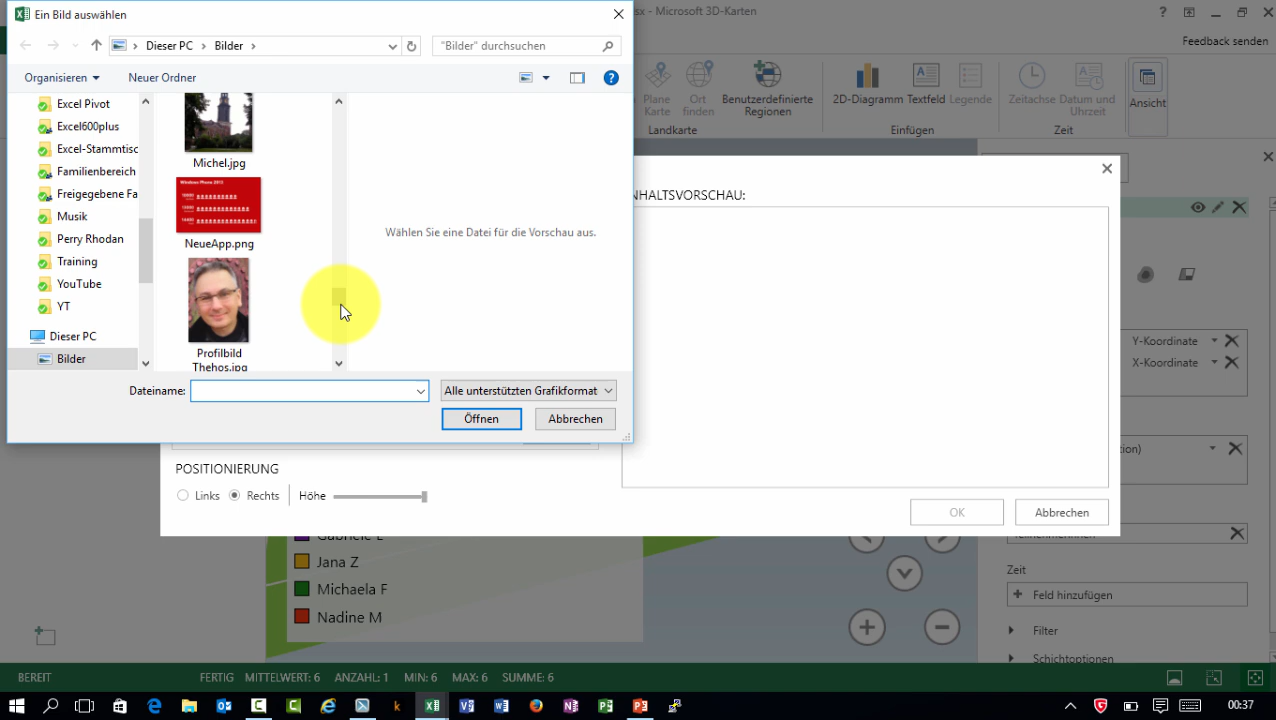 Ein Bild auswählen
sx - Microsoft 3D-Karten
Feedback senden
Dieser PC
Bilder
"Bilder" durchsuchen
Organisieren
Neuer Ordner
Plane Karte
Ort finden
Benutzerdefinierte Regionen
2D-Diagramm
Textfeld
Legende
Zeitachse
Datum und Uhrzeit
Ansicht
Landkarte
Einfügen
Zeit
Excel Pivot
Excel600plus
Excel-Stammtisc
Familienbereich
Freigegebene Fa
Musik
Perry Rhodan
Training
YouTube
YT
Dieser PC
Bilder
Michel.jpg
Windows Phone 2015
NeueApp.png
Profilbild
Thehos.jpg
Wählen Sie eine Datei für die Vorschau aus.
Dateiname:
Alle unterstützten Grafikformat
Öffnen
Abbrechen
NHALTSVORSCHAU:
POSITIONIERUNG
Links
Rechts
Höhe
OK
Abbrechen
Y-Koordinate
X-Koordinate
tion)
TeilnehmerInnen
Zeit
Feld hinzufügen
Filter
Schichtoptionen
Gabriele L
Jana Z
Michaela F
Nadine M
BEREIT
FERTIG
MITTELWERT: 6
ANZAHL: 1
MIN: 6
MAX: 6
SUMME: 6
00:37